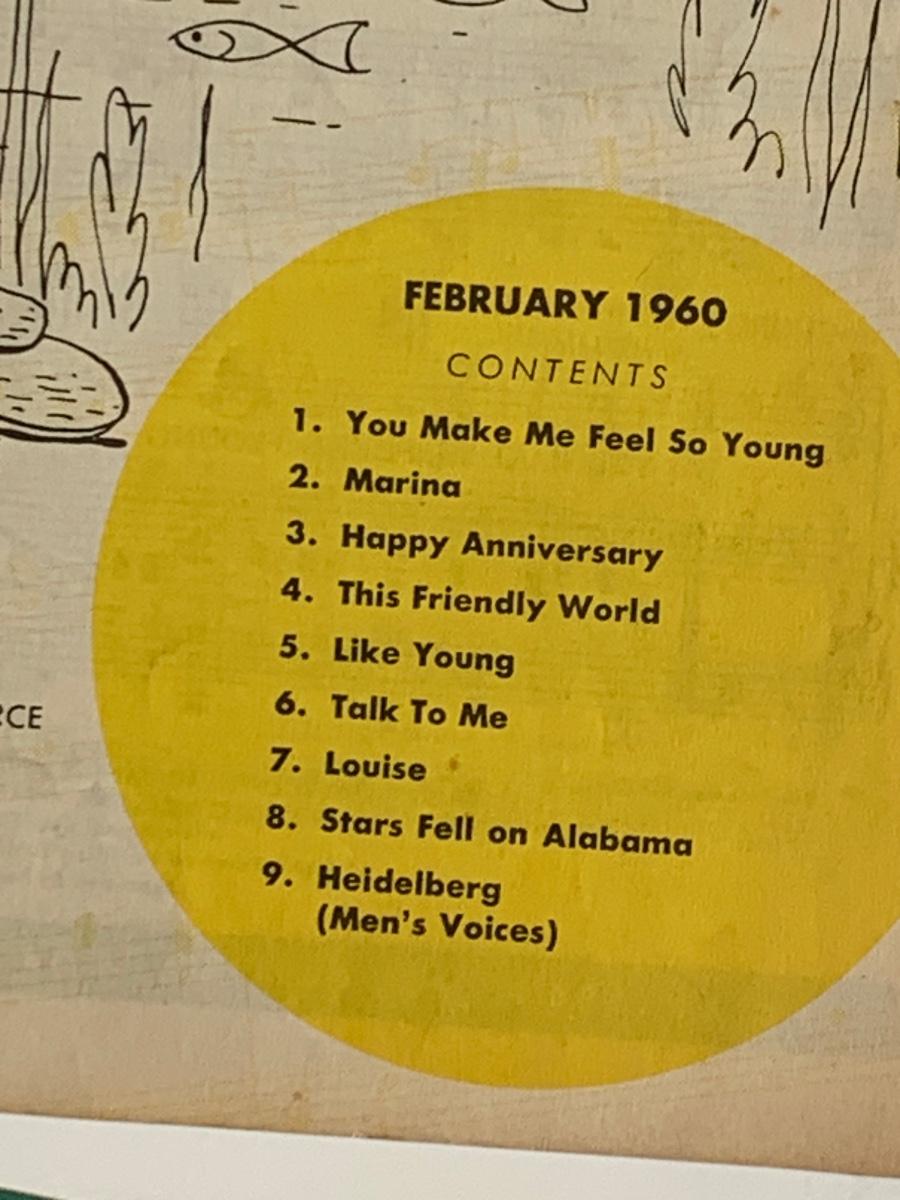 FEBRUARY 1960
CONTENTS
1. You Make Me Feel So Young
2. Marina
3. Happy Anniversary
4. This Friendly World
5. Like Young
6. Talk To Me
7. Louise
8. Stars Fell on Alabama
9. Heidelberg
(Men's Voices)